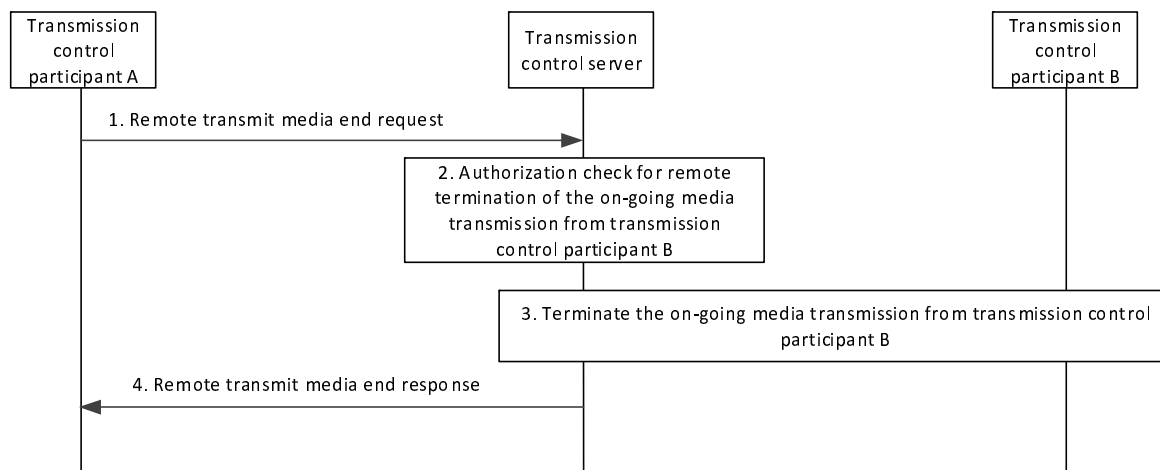 Transmission
control
participant A
Transmission
control server
Transmission
control
participant B
1. Remote transmit media end request
2. Authorization check for remote
termination of the on-going media
transmission from transmission
control participant B
3. Terminate the on-going media transmission from transmission control
participant B
4. Remote transmit media end response